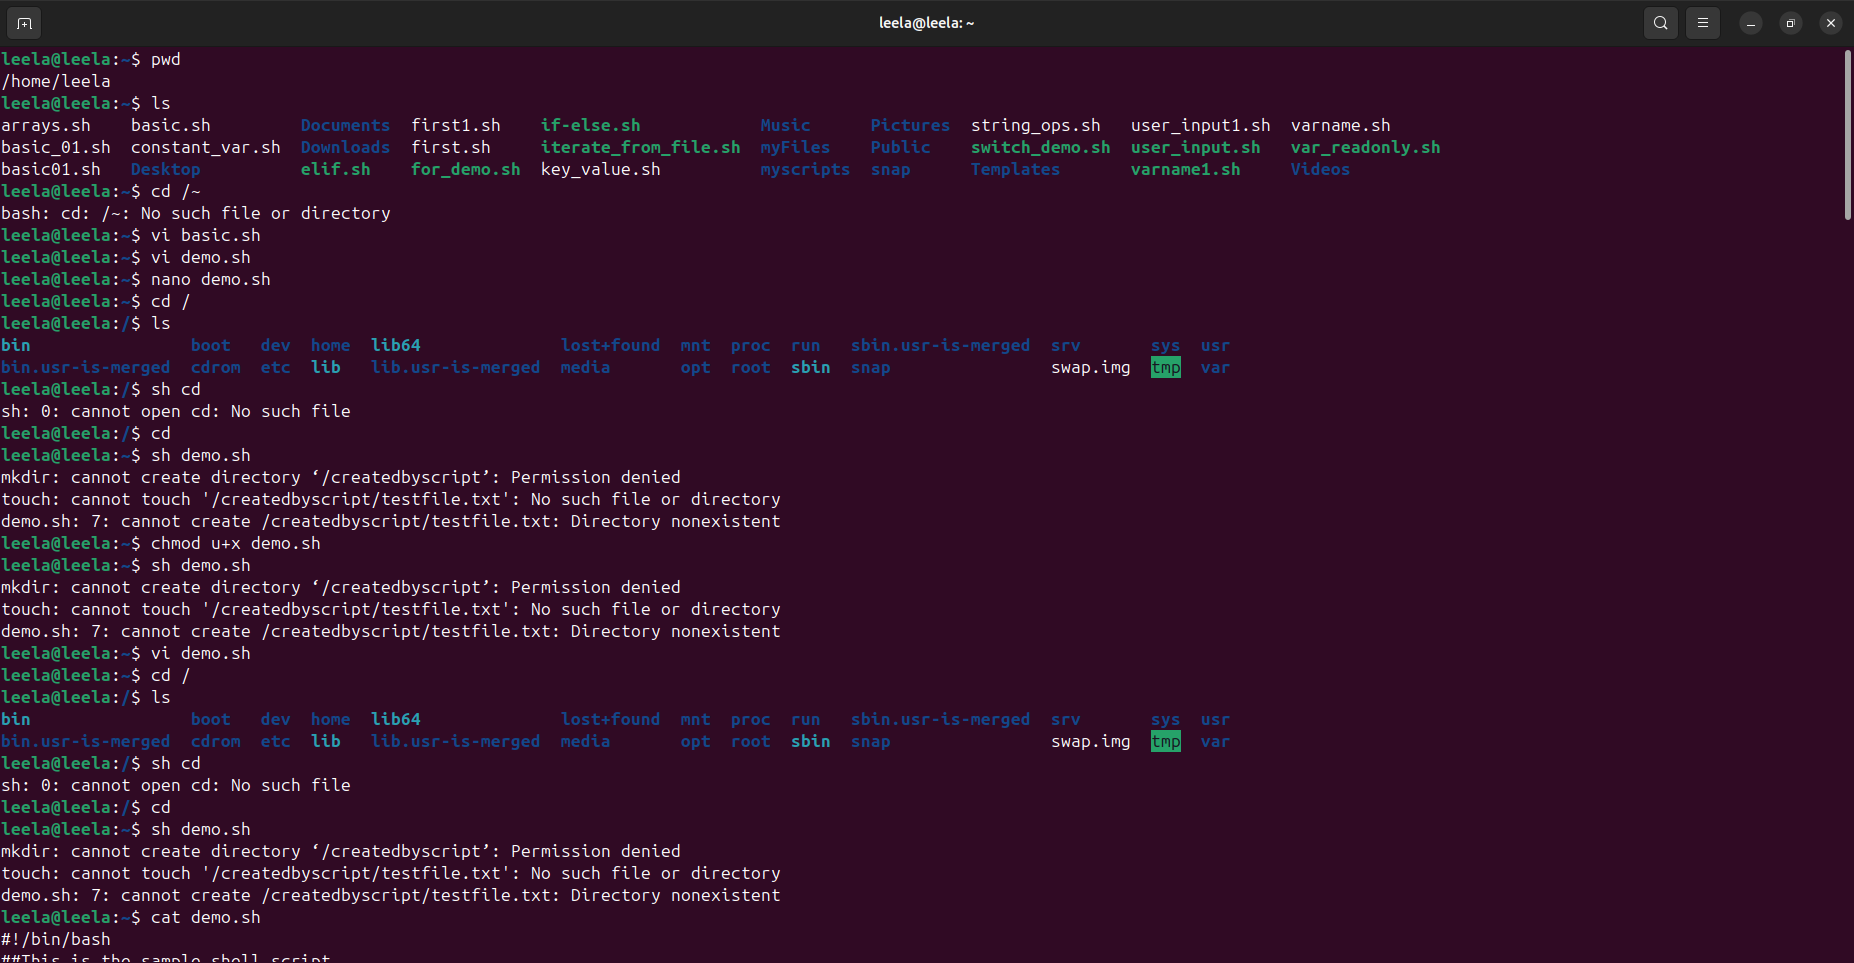 leela@leela: ~
leela@leela:~$ pwd
/home/leela
leela@leela:~$ ls
arrays.sh basic.sh Documents first1.sh if-else.sh Music Pictures string_ops.sh user_input1.sh varname.sh
basic_01.sh constant_var.sh Downloads first.sh iterate_from_file.sh myFiles Public switch_demo.sh user_input.sh var_readonly.sh
basic01.sh Desktop elif.sh for_demo.sh key_value.sh myscripts snap Templates varname1.sh Videos
leela@leela:~$ cd /~
bash: cd: /~: No such file or directory
leela@leela:~$ vi basic.sh
leela@leela:~$ vi demo.sh
leela@leela:~$ nano demo.sh
leela@leela:~$ cd /
leela@leela:/$ ls
bin boot dev home lib64 lost+found mnt proc run sbin.usr-is-merged srv sys usr
bin.usr-is-merged cdrom etc lib lib.usr-is-merged media opt root sbin snap swap.img tmp var
leela@leela:/$ sh cd
sh: 0: cannot open cd: No such file
leela@leela:/$ cd
leela@leela:~$ sh demo.sh
mkdir: cannot create directory ‘/createdbyscript’: Permission denied
touch: cannot touch '/createdbyscript/testfile.txt': No such file or directory
demo.sh: 7: cannot create /createdbyscript/testfile.txt: Directory nonexistent
leela@leela:~$ chmod u+x demo.sh
leela@leela:~$ sh demo.sh
mkdir: cannot create directory ‘/createdbyscript’: Permission denied
touch: cannot touch '/createdbyscript/testfile.txt': No such file or directory
demo.sh: 7: cannot create /createdbyscript/testfile.txt: Directory nonexistent
leela@leela:~$ vi demo.sh
leela@leela:~$ cd /
leela@leela:/$ ls
bin boot dev home lib64 lost+found mnt proc run sbin.usr-is-merged srv sys usr
bin.usr-is-merged cdrom etc lib lib.usr-is-merged media opt root sbin snap swap.img tmp var
leela@leela:/$ sh cd
sh: 0: cannot open cd: No such file
leela@leela:/$ cd
leela@leela:~$ sh demo.sh
mkdir: cannot create directory ‘/createdbyscript’: Permission denied
touch: cannot touch '/createdbyscript/testfile.txt': No such file or directory
demo.sh: 7: cannot create /createdbyscript/testfile.txt: Directory nonexistent
leela@leela:~$ cat demo.sh
#!/bin/bash
##This is the sample shell script